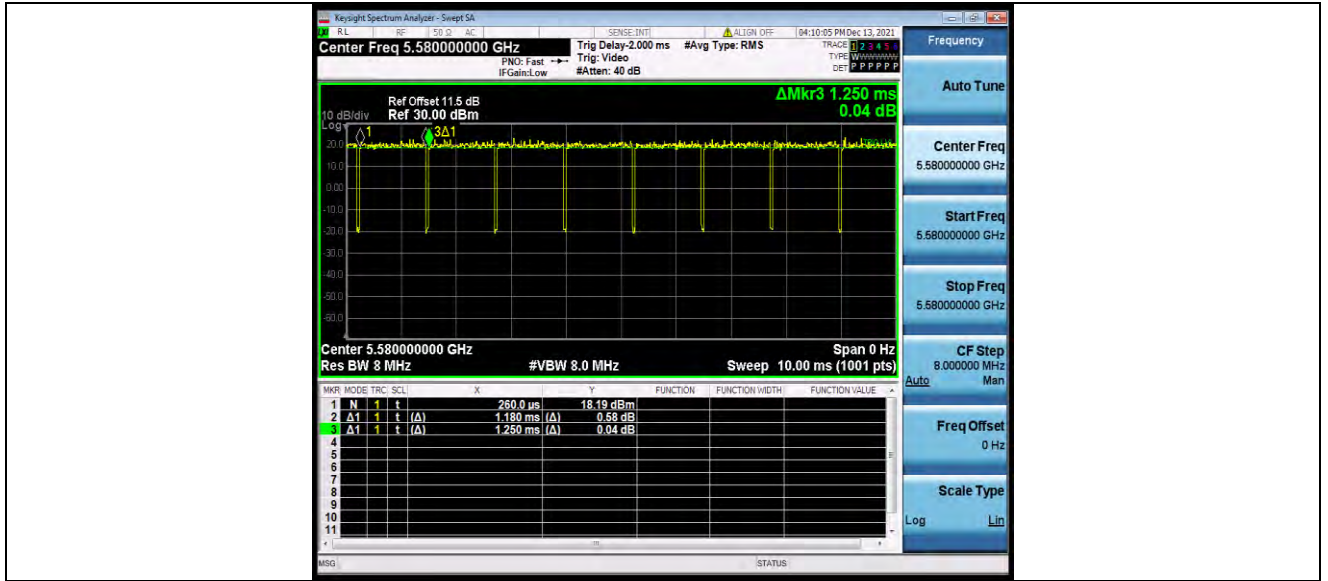 Keysight Spectrum Analyzer - Swept SA
RL RF 50 Ω AC SENSE:INT ALIGN OFF 04:10:05 PM Dec 13, 2021
Center Freq 5.580000000 GHz Trig Delay-2.000 ms #Avg Type: RMS TRACE 1 2 3 4 5 6
PNO: Fast Trig: Video TYPE WWWWWW
IFGain:Low #Atten: 40 dB DET P P P P P P
Frequency
Auto Tune
Center Freq
5.580000000 GHz
Start Freq
5.580000000 GHz
Stop Freq
5.580000000 GHz
CF Step
8.000000 MHz
Auto Man
Freq Offset
0 Hz
Scale Type
Log Lin
ΔMkr3 1.250 ms
0.04 dB
Ref Offset 11.5 dB
10 dB/div Ref 30.00 dBm
Log
1 3Δ1
20.0
10.0
0.00
-10.0
-20.0
-30.0
-40.0
-50.0
-60.0
Center 5.580000000 GHz Span 0 Hz
Res BW 8 MHz #VBW 8.0 MHz Sweep 10.00 ms (1001 pts)
MKR MODE TRC SCL X Y FUNCTION FUNCTION WIDTH FUNCTION VALUE
1 N 1 t 260.0 µs 18.19 dBm
2 Δ1 1 t (Δ) 1.180 ms (Δ) 0.58 dB
3 Δ1 1 t (Δ) 1.250 ms (Δ) 0.04 dB
4
5
6
7
8
9
10
11
MSG STATUS